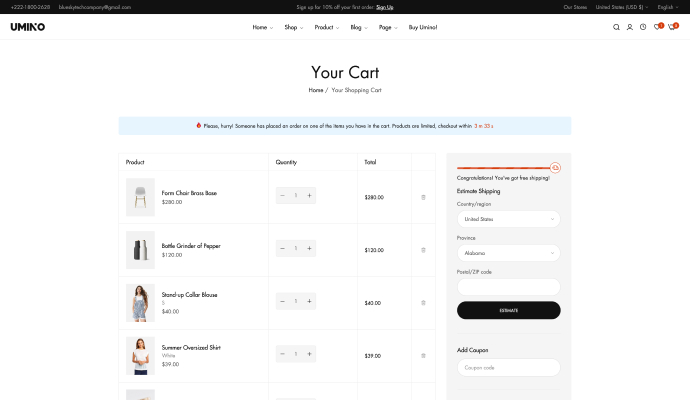 +222-1800-2628 blueskytechcompany@gmail.com Sign up for 10% off your first order. Sign Up Our Stores United States (USD $) English
UMINO Home Shop Product Blog Page Buy Umino!
Your Cart
Home / Your Shopping Cart
Please, hurry! Someone has placed an order on one of the items you have in the cart. Products are limited, checkout within 3 m 33 s
Product Quantity Total
Form Chair Brass Base
$280.00
1
$280.00
Bottle Grinder of Pepper
$120.00
1
$120.00
Stand-up Collar Blouse
S
$40.00
1
$40.00
Summer Oversized Shirt
White
$39.00
1
$39.00
Congratulations! You've got free shipping!
Estimate Shipping
Country/region
United States
Province
Alabama
Postal/ZIP code
ESTIMATE
Add Coupon
Coupon code